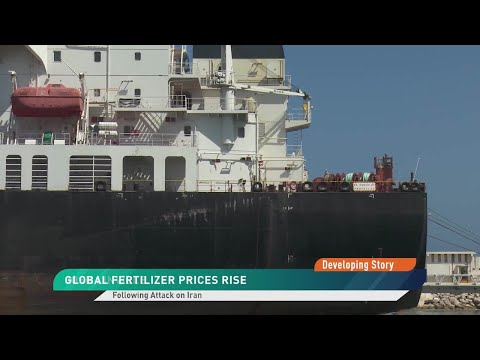 Developing Story
GLOBAL FERTILIZER PRICES RISE
Following Attack on Iran